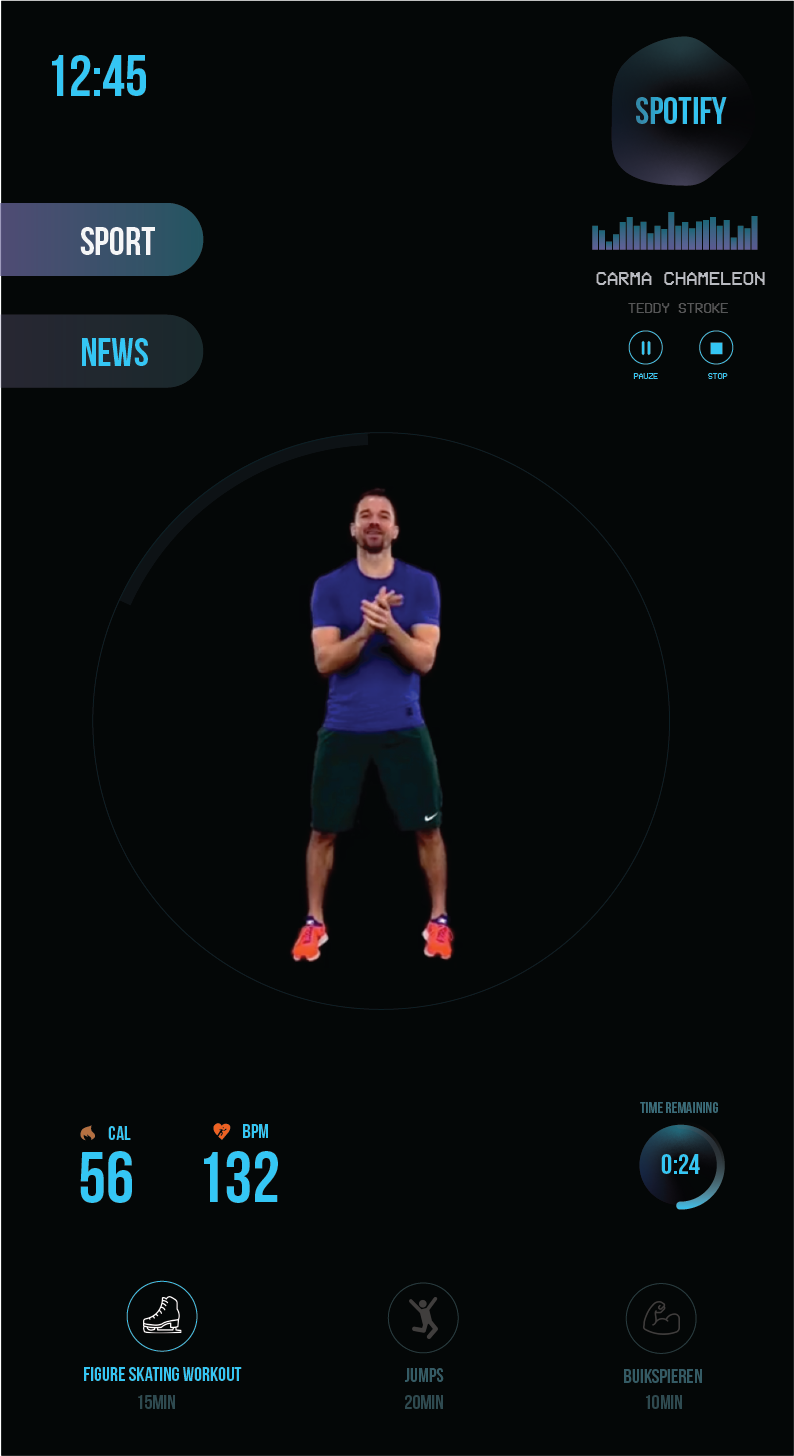 12:45
SPOTIFY
SPORT
CARMA CHAMELEON
TEDDY STROKE
NEWS
PAUZE
STOP
TIME REMAINING
CAL
BPM
56
132
0:24
FIGURE SKATING WORKOUT
15MIN
JUMPS
20MIN
BUIKSPIEREN
10MIN